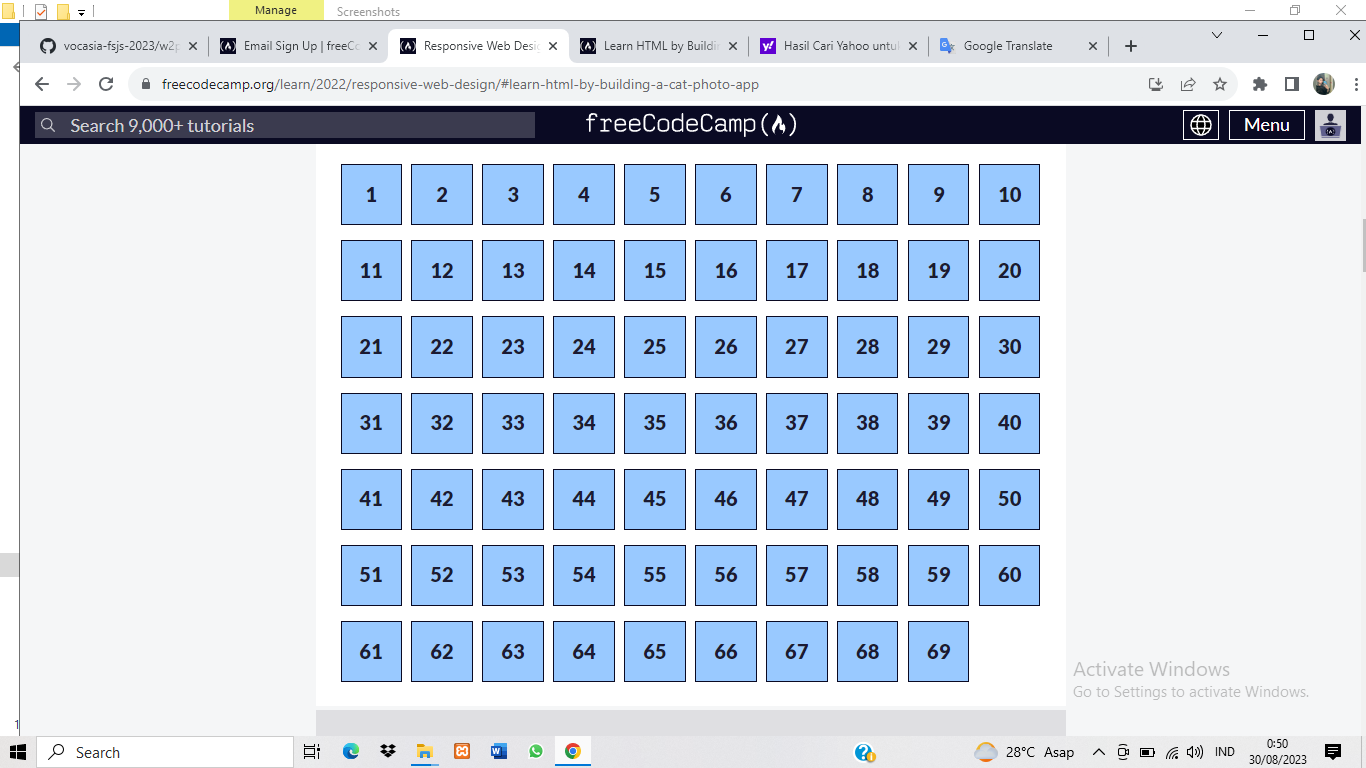 Manage
Screenshots
vocasia-fsjs-2023/w2p
Email Sign Up | freeCo
Responsive Web Desig
Learn HTML by Buildin
Hasil Cari Yahoo untuk
Google Translate
freecodecamp.org/learn/2022/responsive-web-design/#learn-html-by-building-a-cat-photo-app
Search 9,000+ tutorials
freeCodeCamp
Menu
1 2 3 4 5 6 7 8 9 10
11 12 13 14 15 16 17 18 19 20
21 22 23 24 25 26 27 28 29 30
31 32 33 34 35 36 37 38 39 40
41 42 43 44 45 46 47 48 49 50
51 52 53 54 55 56 57 58 59 60
61 62 63 64 65 66 67 68 69
Activate Windows
Go to Settings to activate Windows.
1
Search
28°C Asap
IND
0:50
30/08/2023